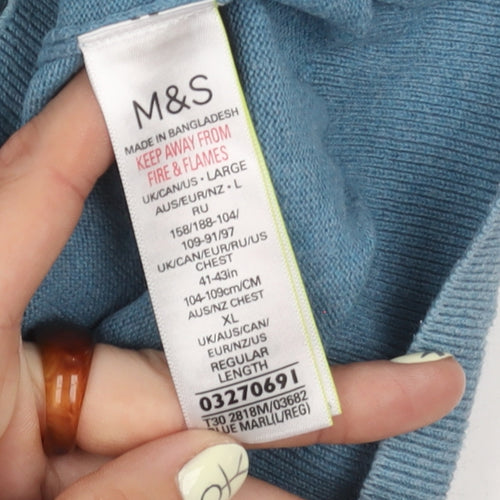 M&S
MADE IN BANGLADESH
KEEP AWAY FROM
FIRE & FLAMES
UK/CAN/US • LARGE
AUS/EUR/NZ • L
RU
158/188-104/
109-91/97
UK/CAN/EUR/RU/US
CHEST
41-43in
104-109cm/CM
AUS/NZ CHEST
XL
UK/AUS/CAN/
EUR/NZ/US
REGULAR
LENGTH
03270691
T30 2818M/03682
BLUE MARL(L/REG)